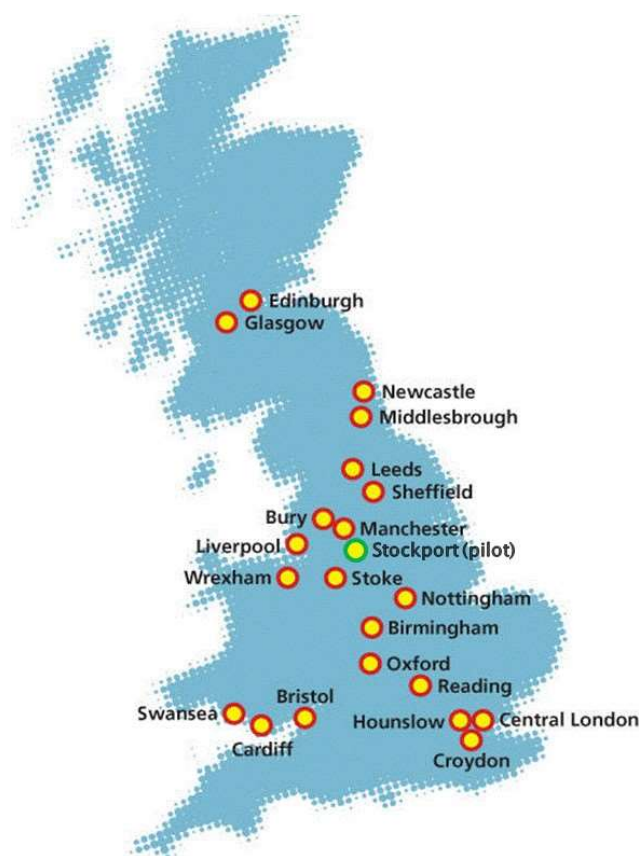 Edinburgh
Glasgow
Newcastle
Middlesbrough
Leeds
Sheffield
Bury
Manchester
Liverpool
Stockport (pilot)
Wrexham
Stoke
Nottingham
Birmingham
Oxford
Reading
Swansea
Bristol
Cardiff
Hounslow
Central London
Croydon